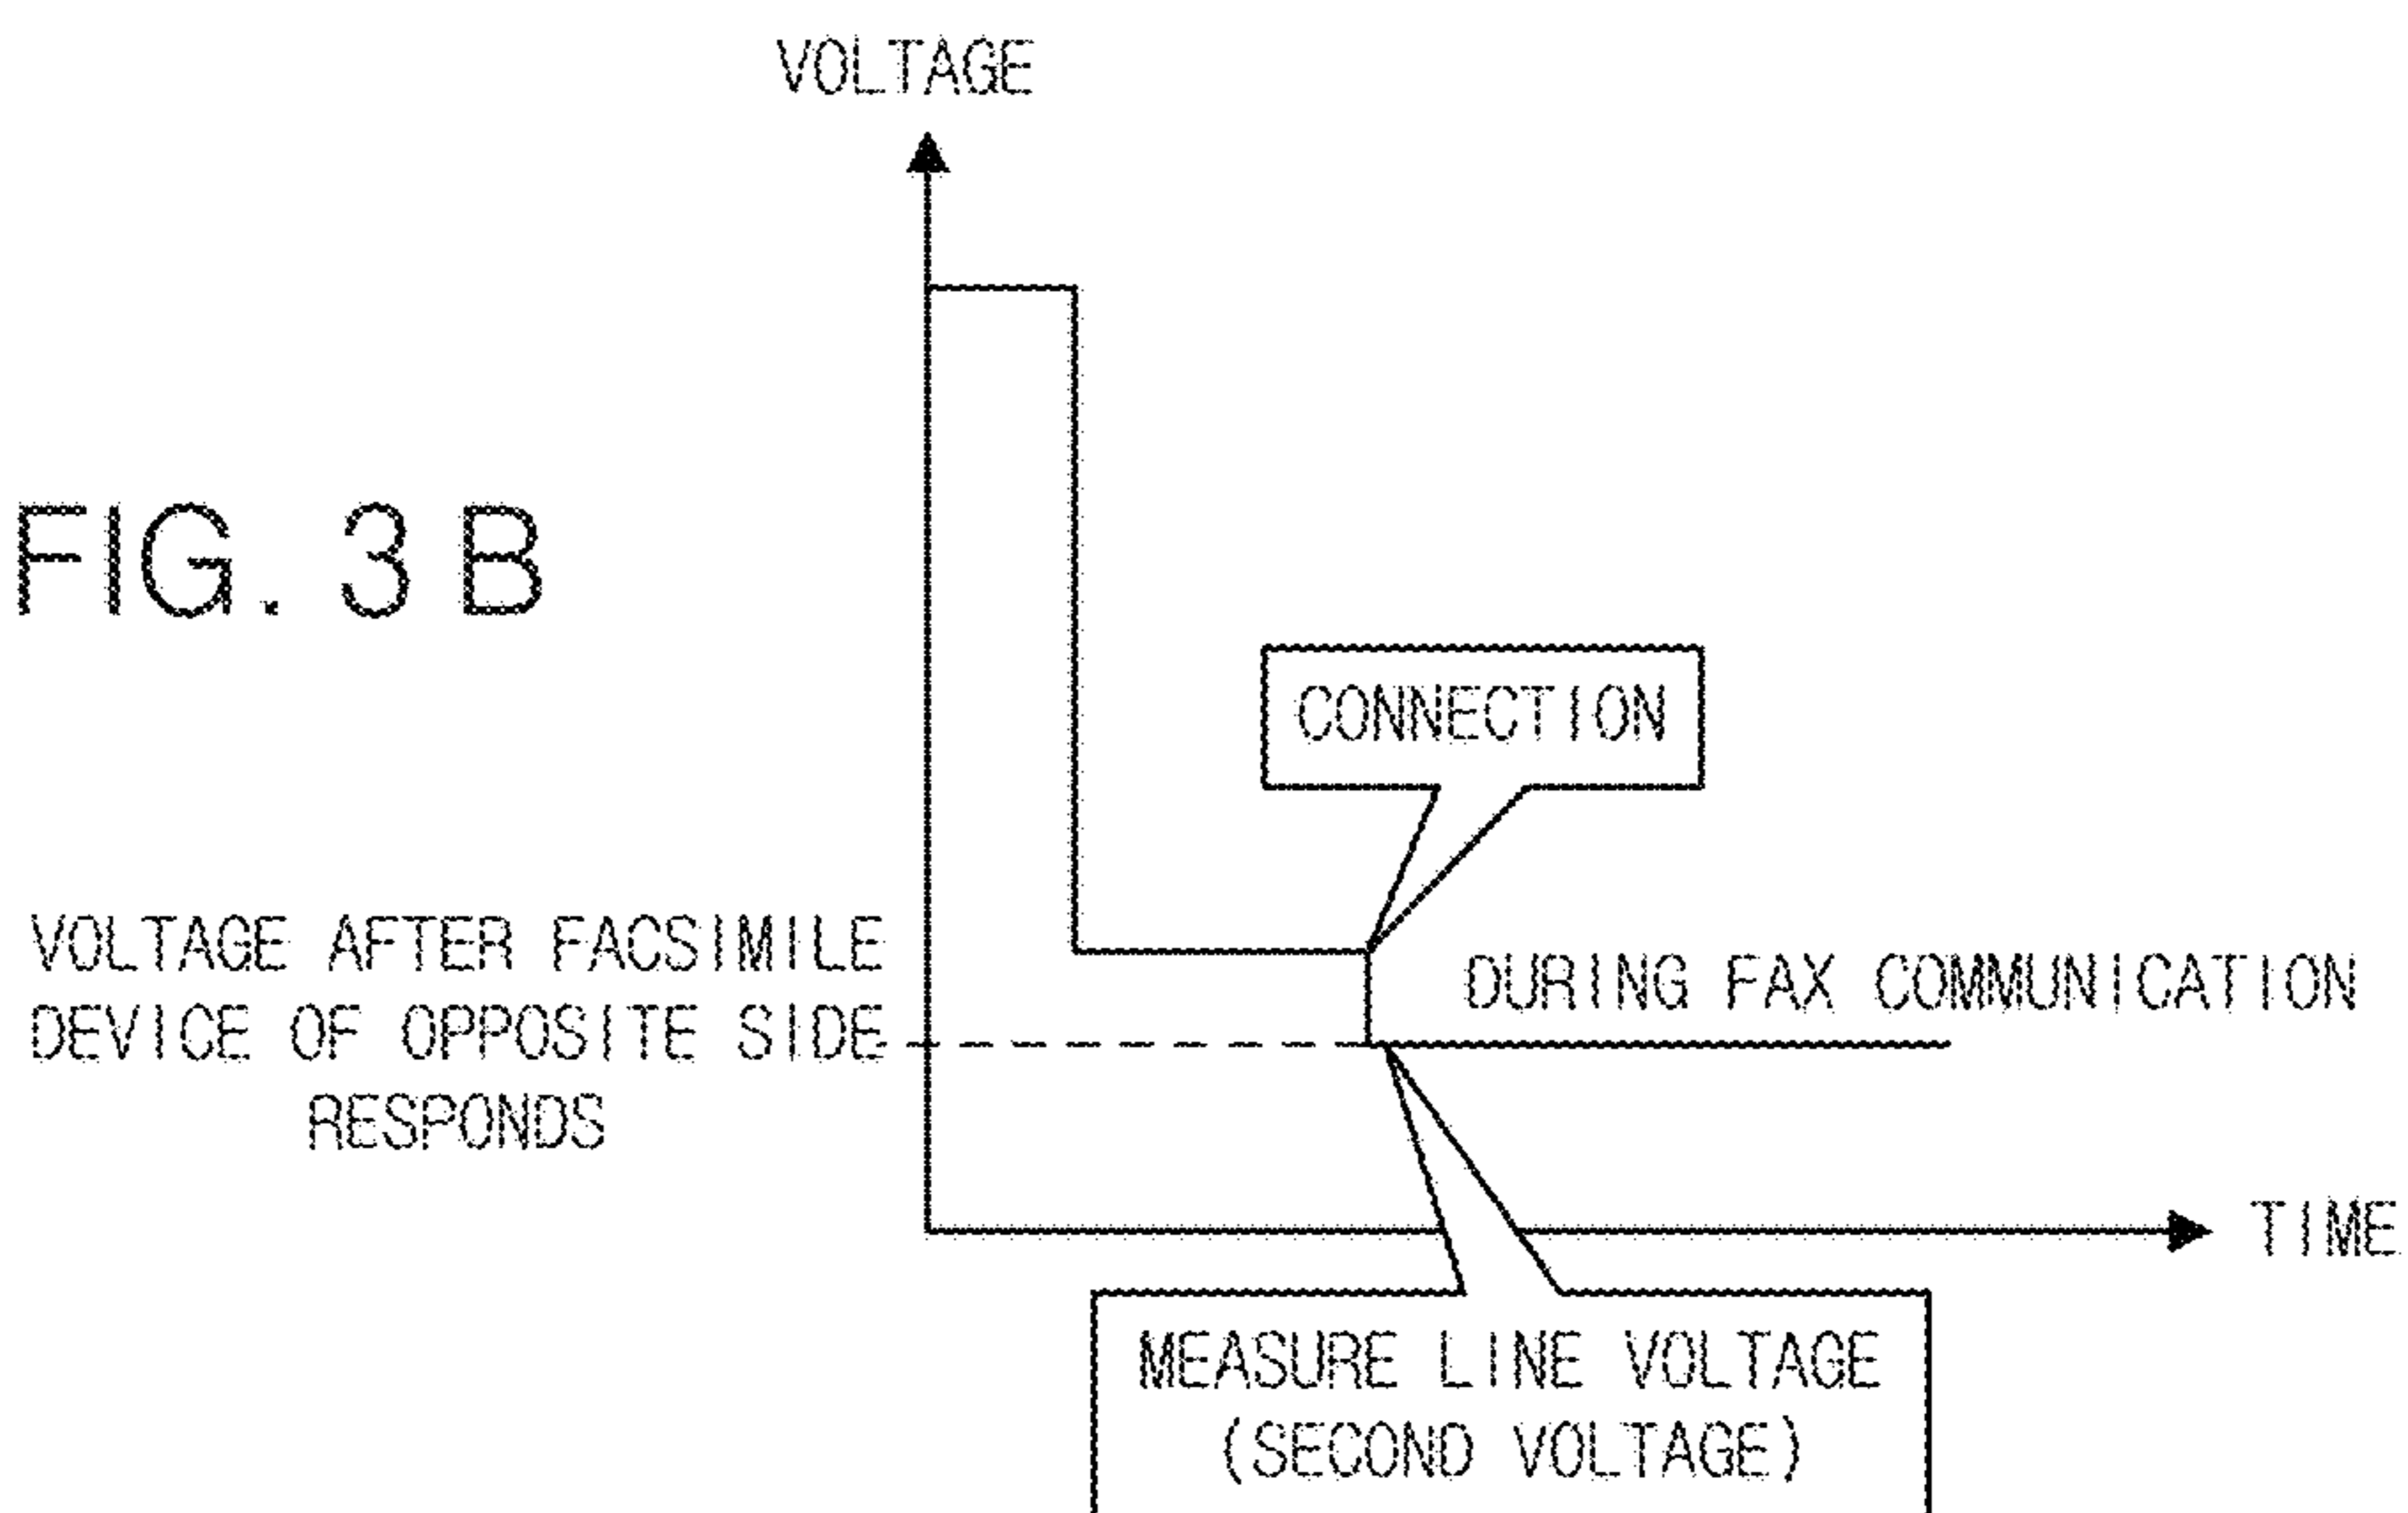 VOLTAGE
FIG. 3B
CONNECTION
VOLTAGE AFTER FACSIMILE
DEVICE OF OPPOSITE SIDE
RESPONDS
DURING FAX COMMUNICATION
TIME
MEASURE LINE VOLTAGE
(SECOND VOLTAGE)